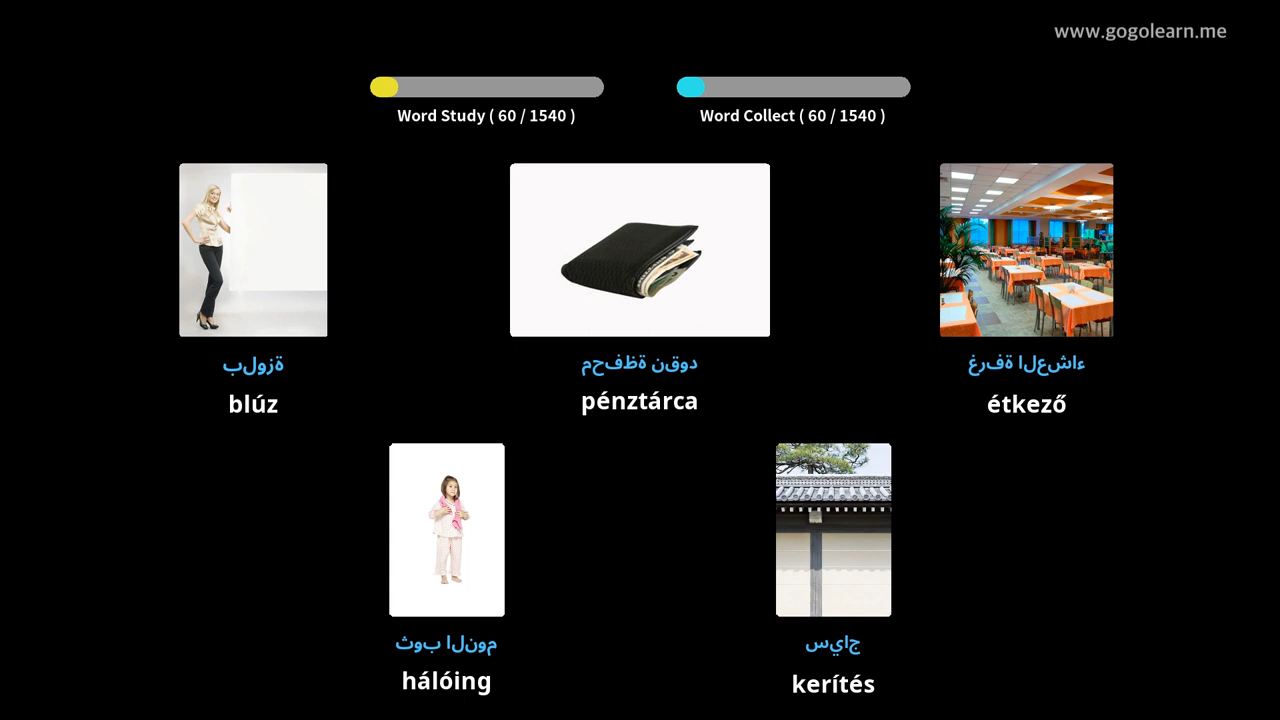 www.gogolearn.me
Word Study ( 60 / 1540 )
Word Collect ( 60 / 1540 )
بلوزة
blúz
محفظة نقود
pénztárca
غرفة العشاء
étkező
ثوب النوم
hálóing
سياج
kerítés